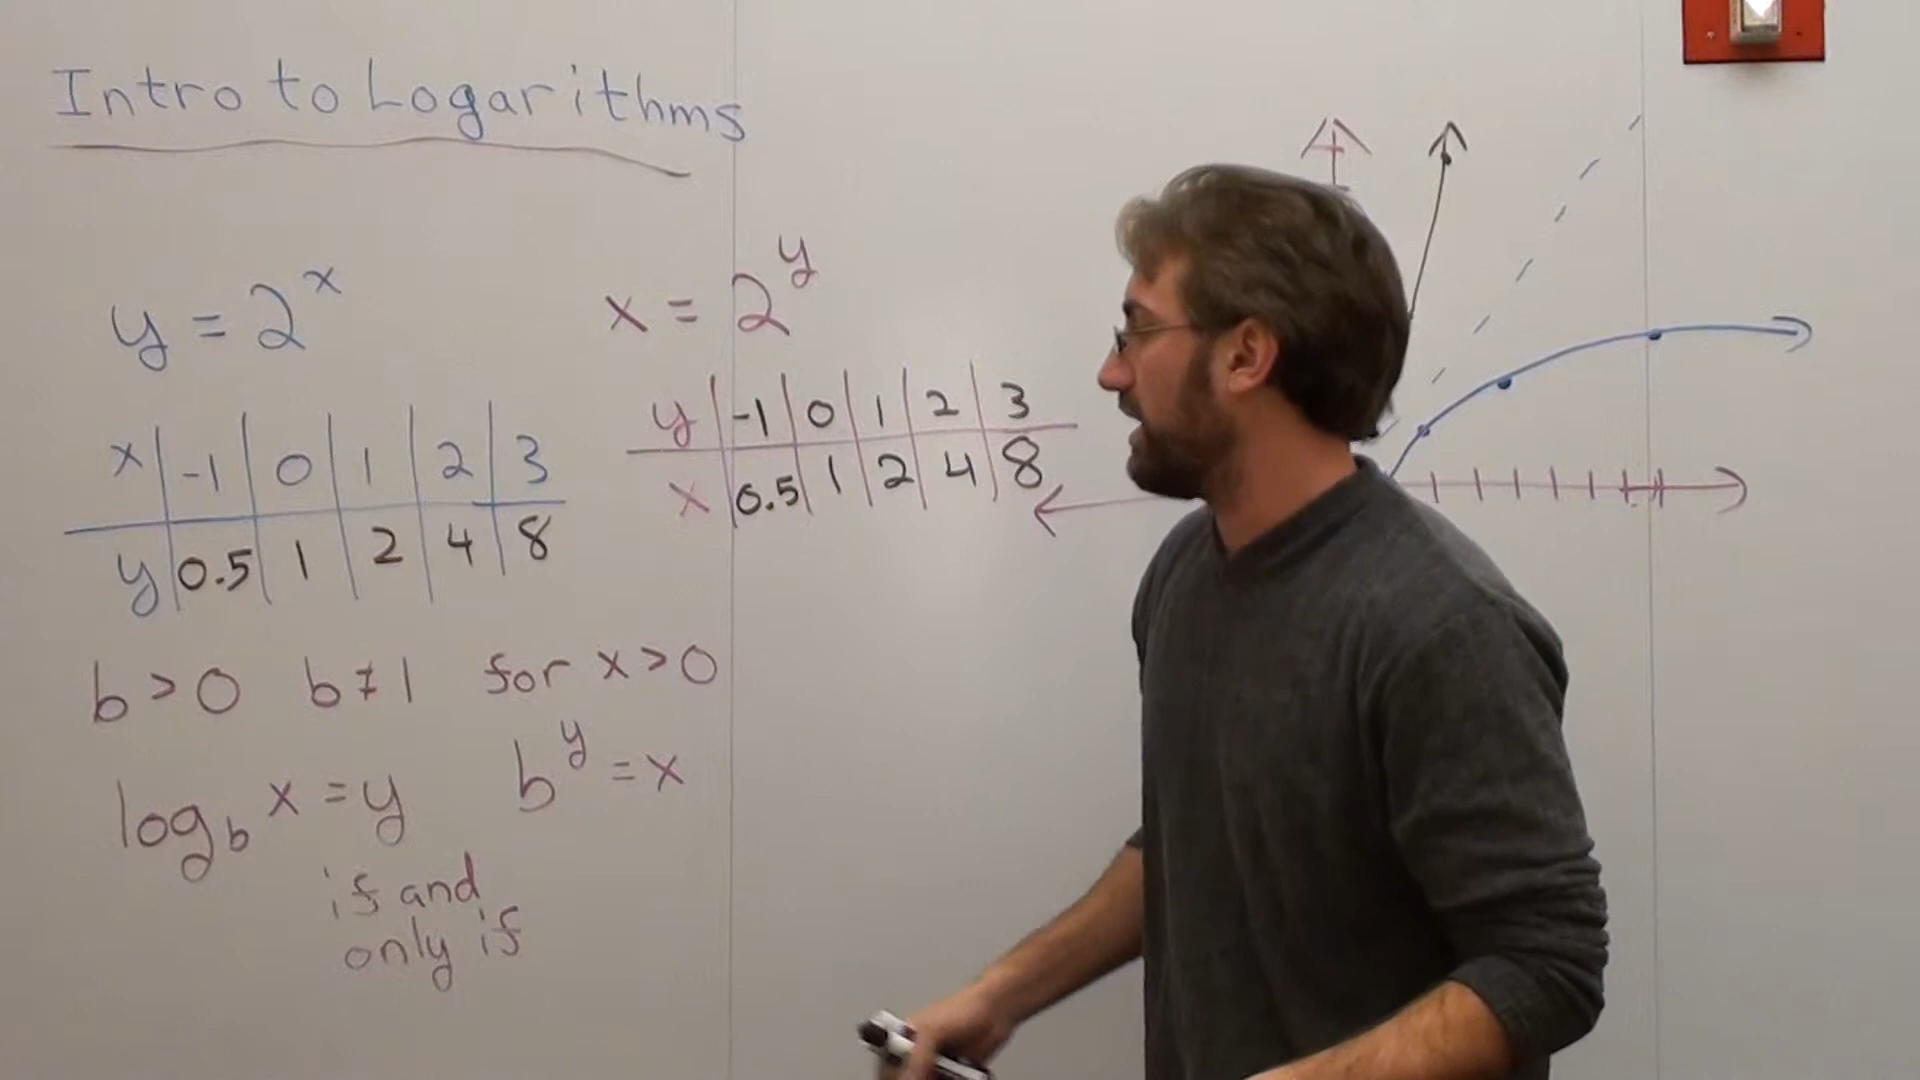 Intro to Logarithms
y = 2^x
x = 2^y
x | -1 | 0 | 1 | 2 | 3
y | 0.5 | 1 | 2 | 4 | 8
y | -1 | 0 | 1 | 2 | 3
x | 0.5 | 1 | 2 | 4 | 8
b > 0 b ≠ 1 for x > 0
log_b x = y b^y = x
if and
only if